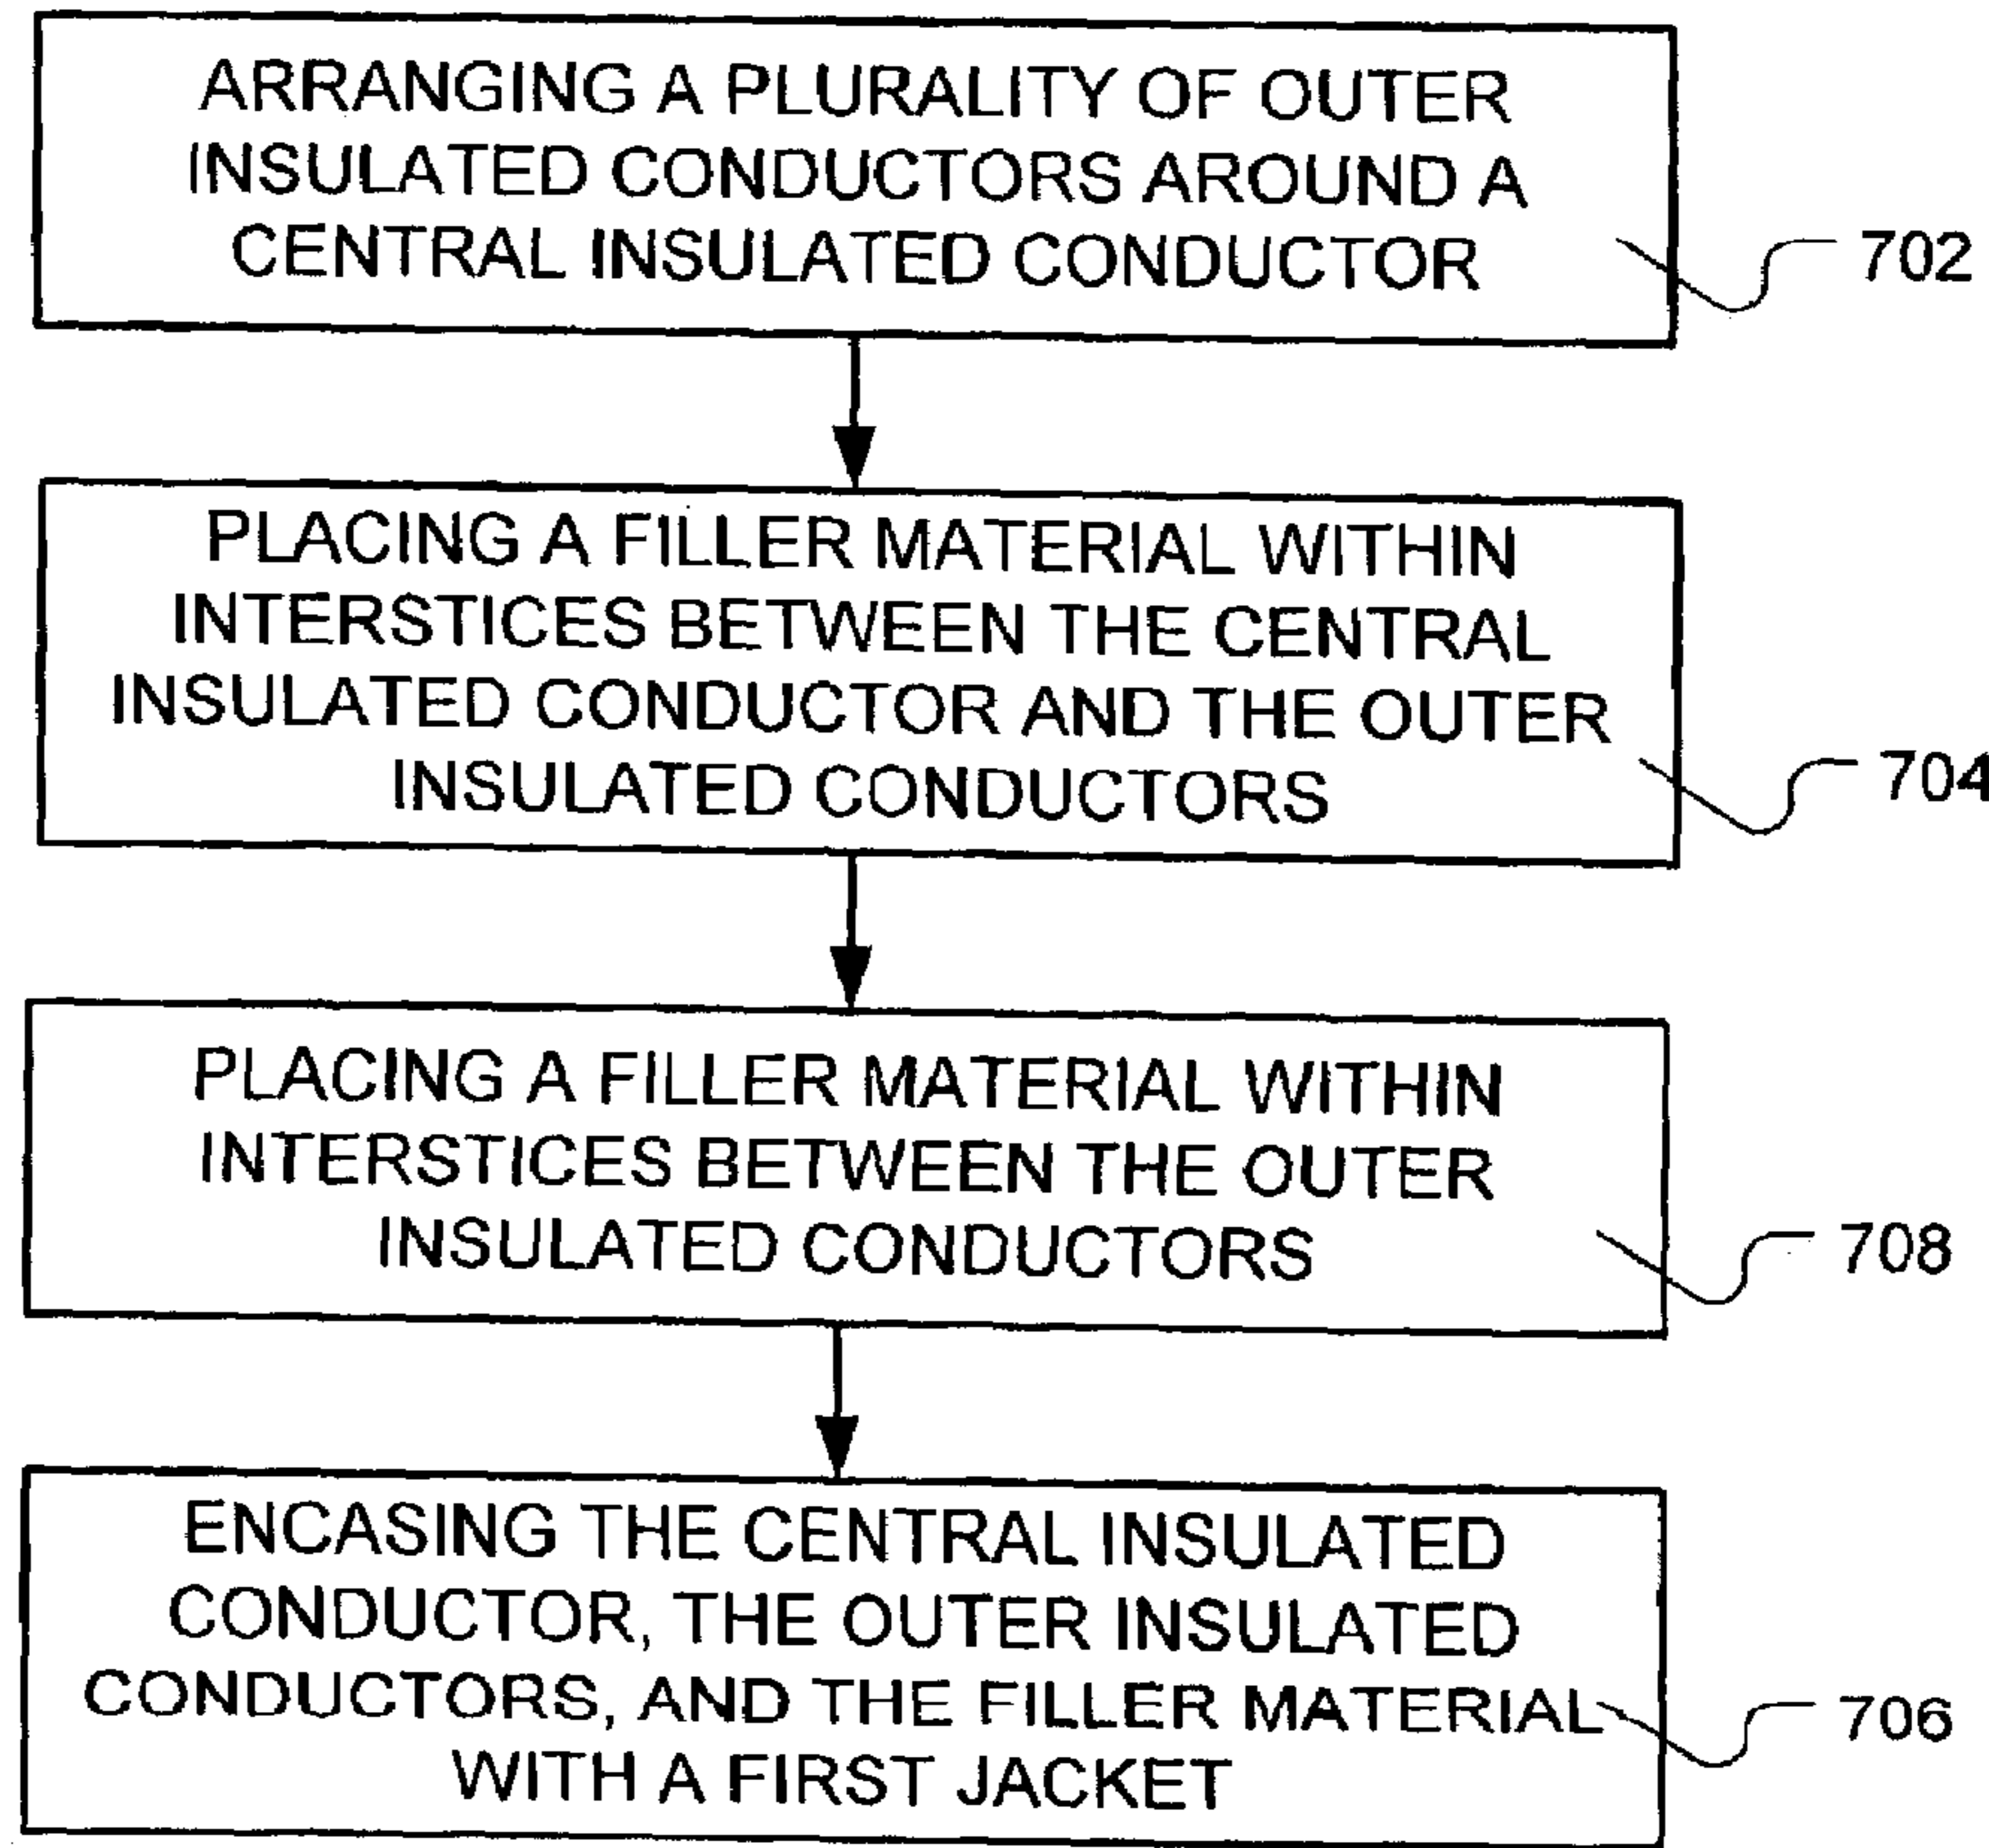 ARRANGING A PLURALITY OF OUTER
INSULATED CONDUCTORS AROUND A
CENTRAL INSULATED CONDUCTOR
702
PLACING A FILLER MATERIAL WITHIN
INTERSTICES BETWEEN THE CENTRAL
INSULATED CONDUCTOR AND THE OUTER
INSULATED CONDUCTORS
704
PLACING A FILLER MATERIAL WITHIN
INTERSTICES BETWEEN THE OUTER
INSULATED CONDUCTORS
708
ENCASING THE CENTRAL INSULATED
CONDUCTOR, THE OUTER INSULATED
CONDUCTORS, AND THE FILLER MATERIAL
WITH A FIRST JACKET
706